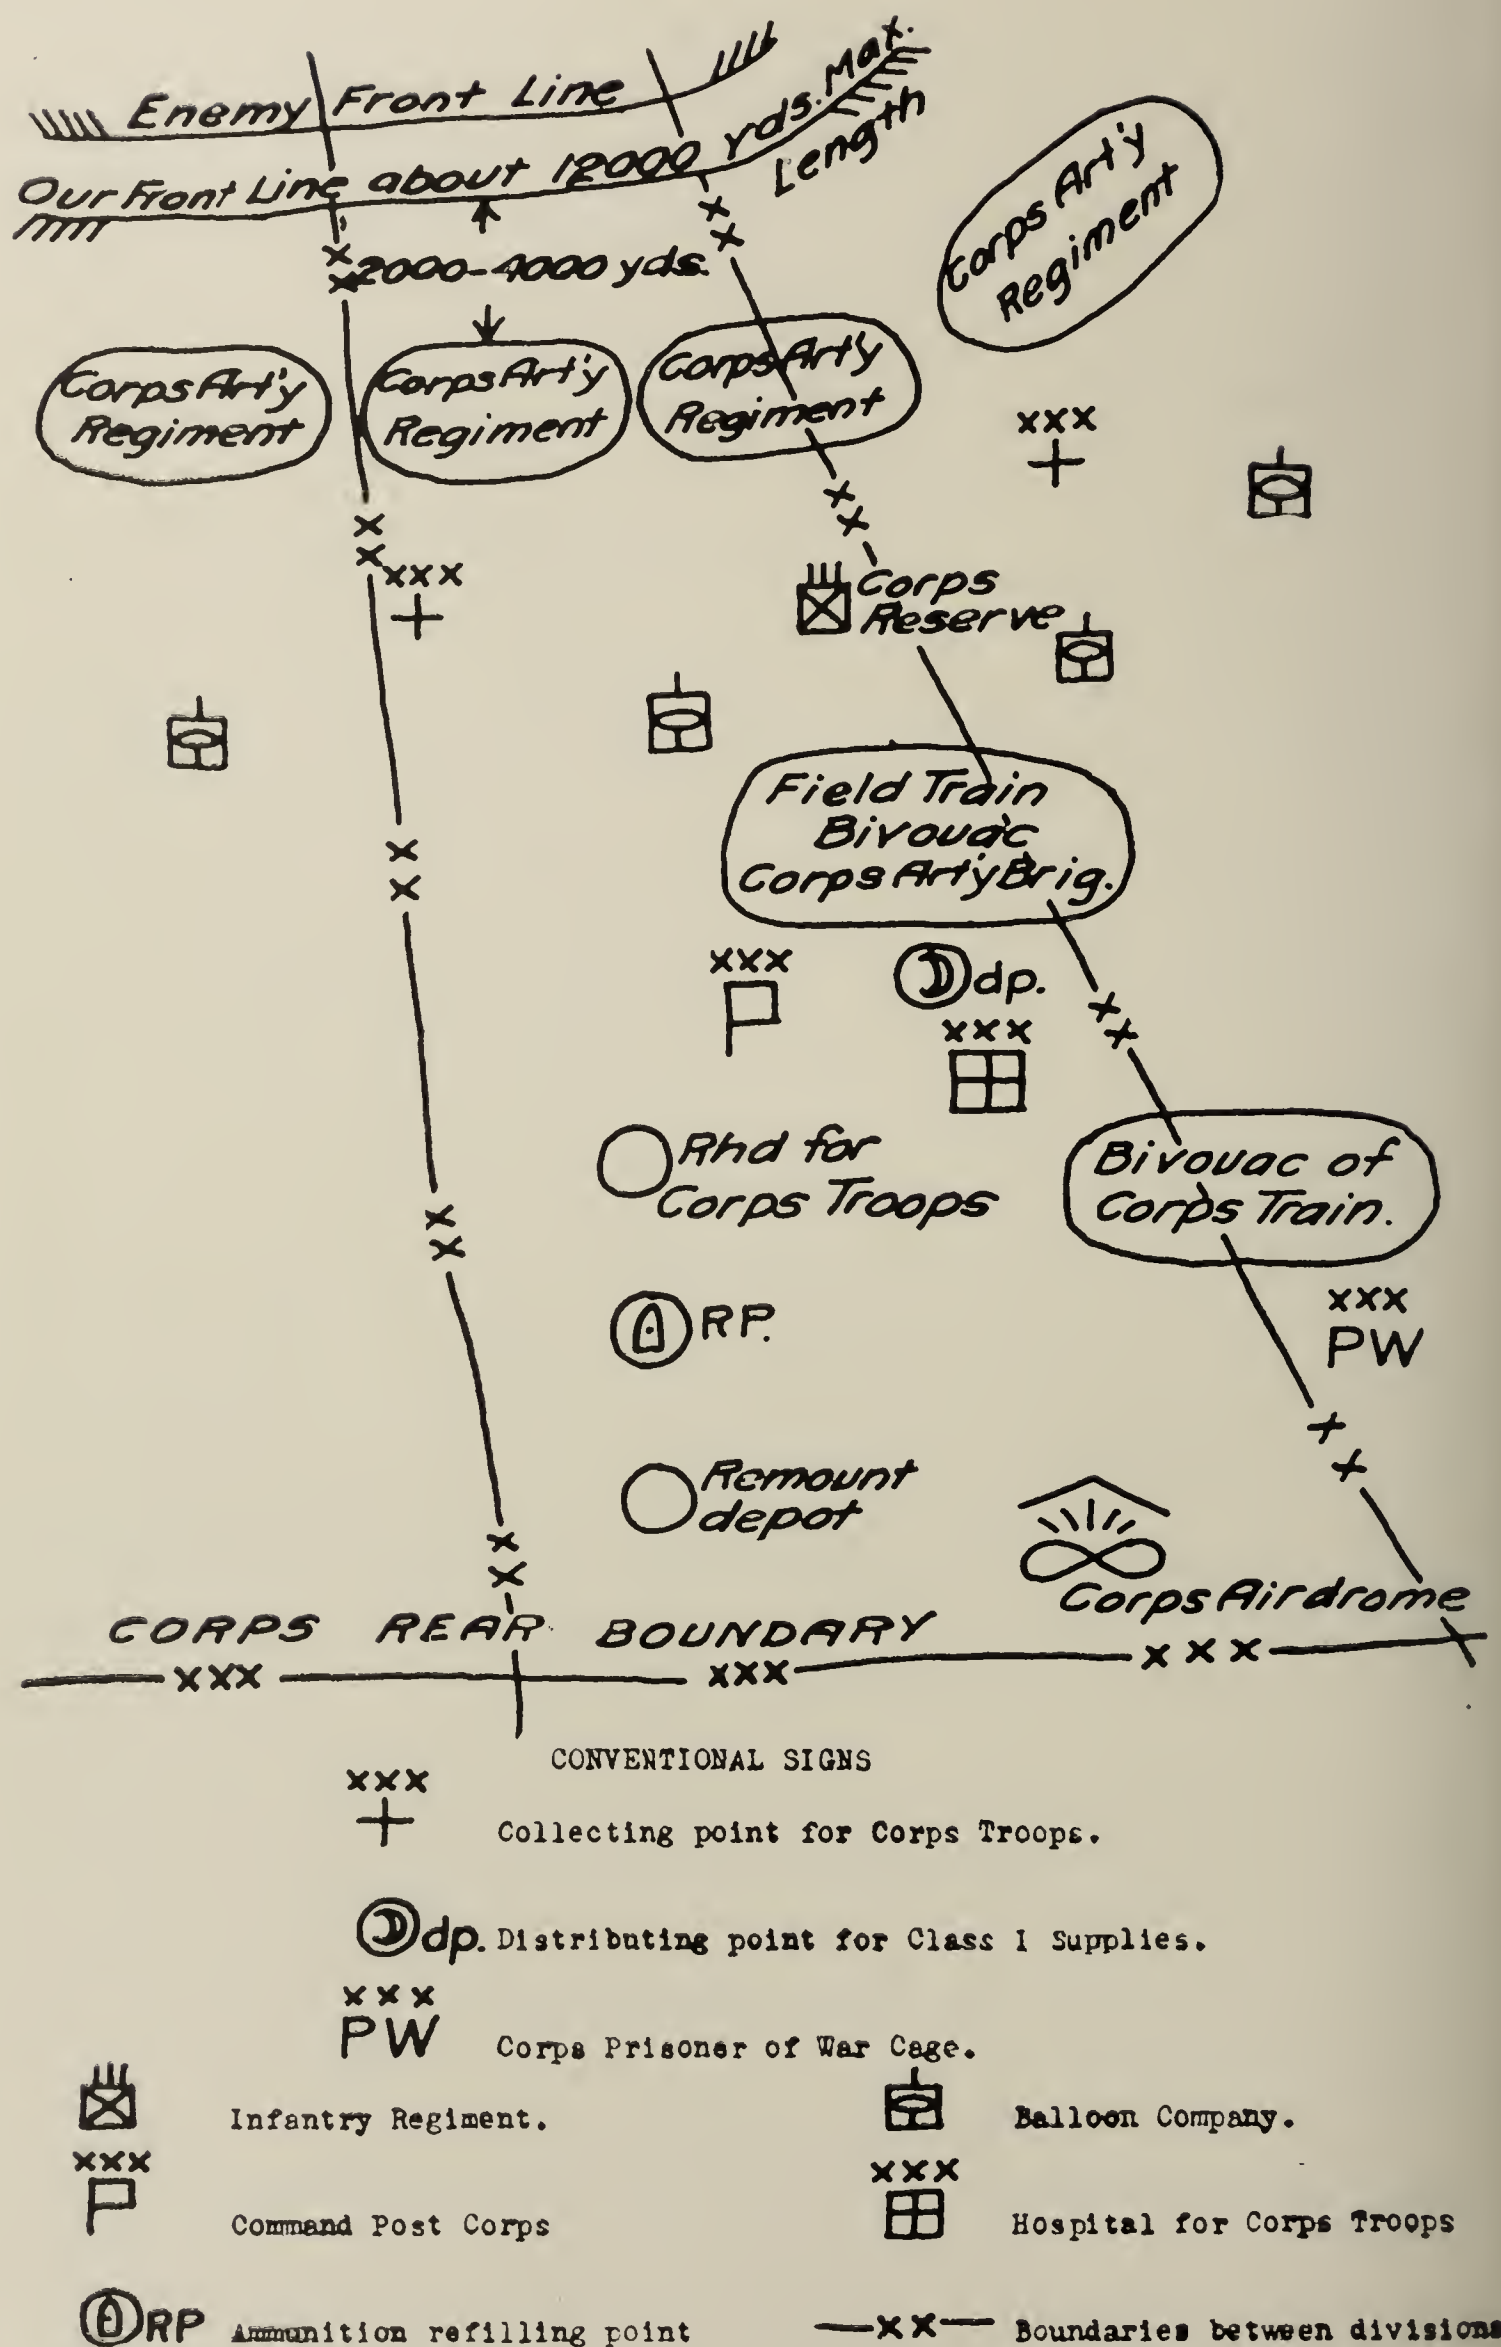 Enemy Front Line
Our Front Line about 12000 yds. Max.
Length
2000-4000 yds.
Corps Art'y
Regiment
Corps Art'y
Regiment
Corps Art'y
Regiment
Corps Art'y
Regiment
XXX
XXX
Corps
Reserve
Field Train
Bivouac
Corps Art'y Brig.
XXX
dp.
XXX
Rhd for
Corps Troops
Bivouac of
Corps Train.
RP.
XXX
PW
Remount
depot
Corps Airdrome
CORPS REAR BOUNDARY
XXX XXX XXX
CONVENTIONAL SIGNS
XXX
Collecting point for Corps Troops.
dp. Distributing point for Class I Supplies.
XXX
PW Corps Prisoner of War Cage.
Infantry Regiment. Balloon Company.
XXX XXX
Command Post Corps Hospital for Corps Troops
RP Ammunition refilling point —XX— Boundaries between divisions